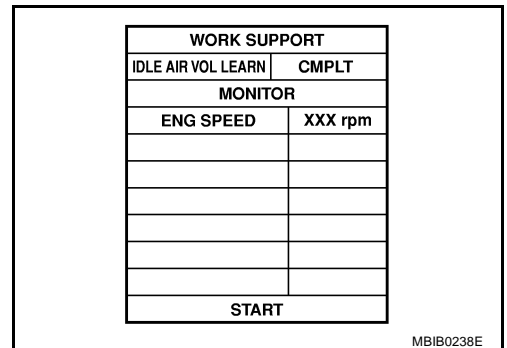 WORK SUPPORT
IDLE AIR VOL LEARN CMPLT
MONITOR
ENG SPEED XXX rpm
START
MBIB0238E